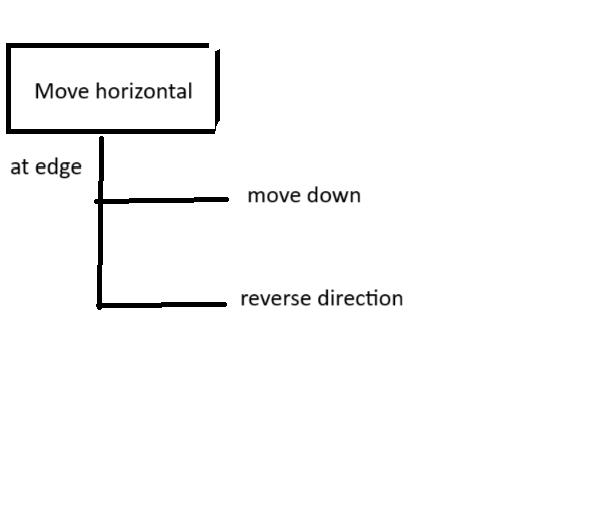 Move horizontal
at edge
move down
reverse direction